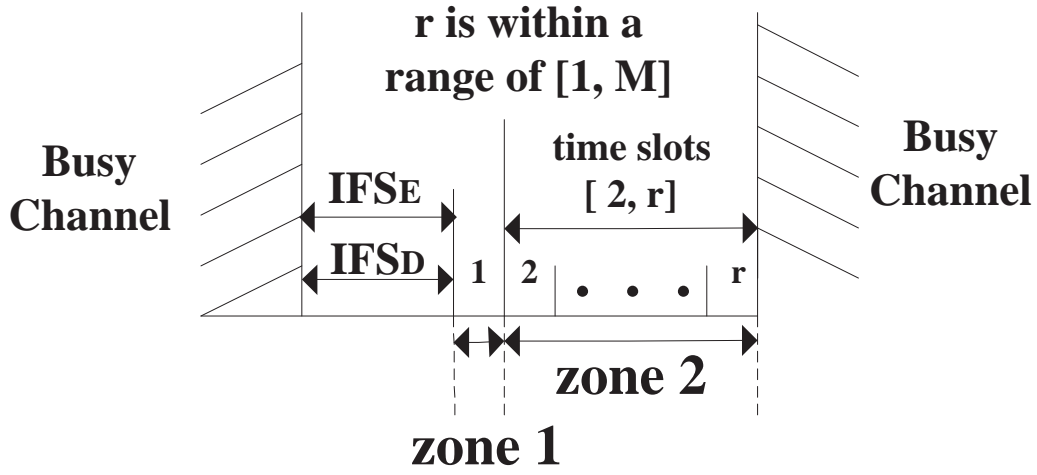 r is within a
range of [1, M]
Busy
Channel
time slots
[ 2, r]
Busy
Channel
IFSE
IFSD
1
2
r
zone 2
zone 1